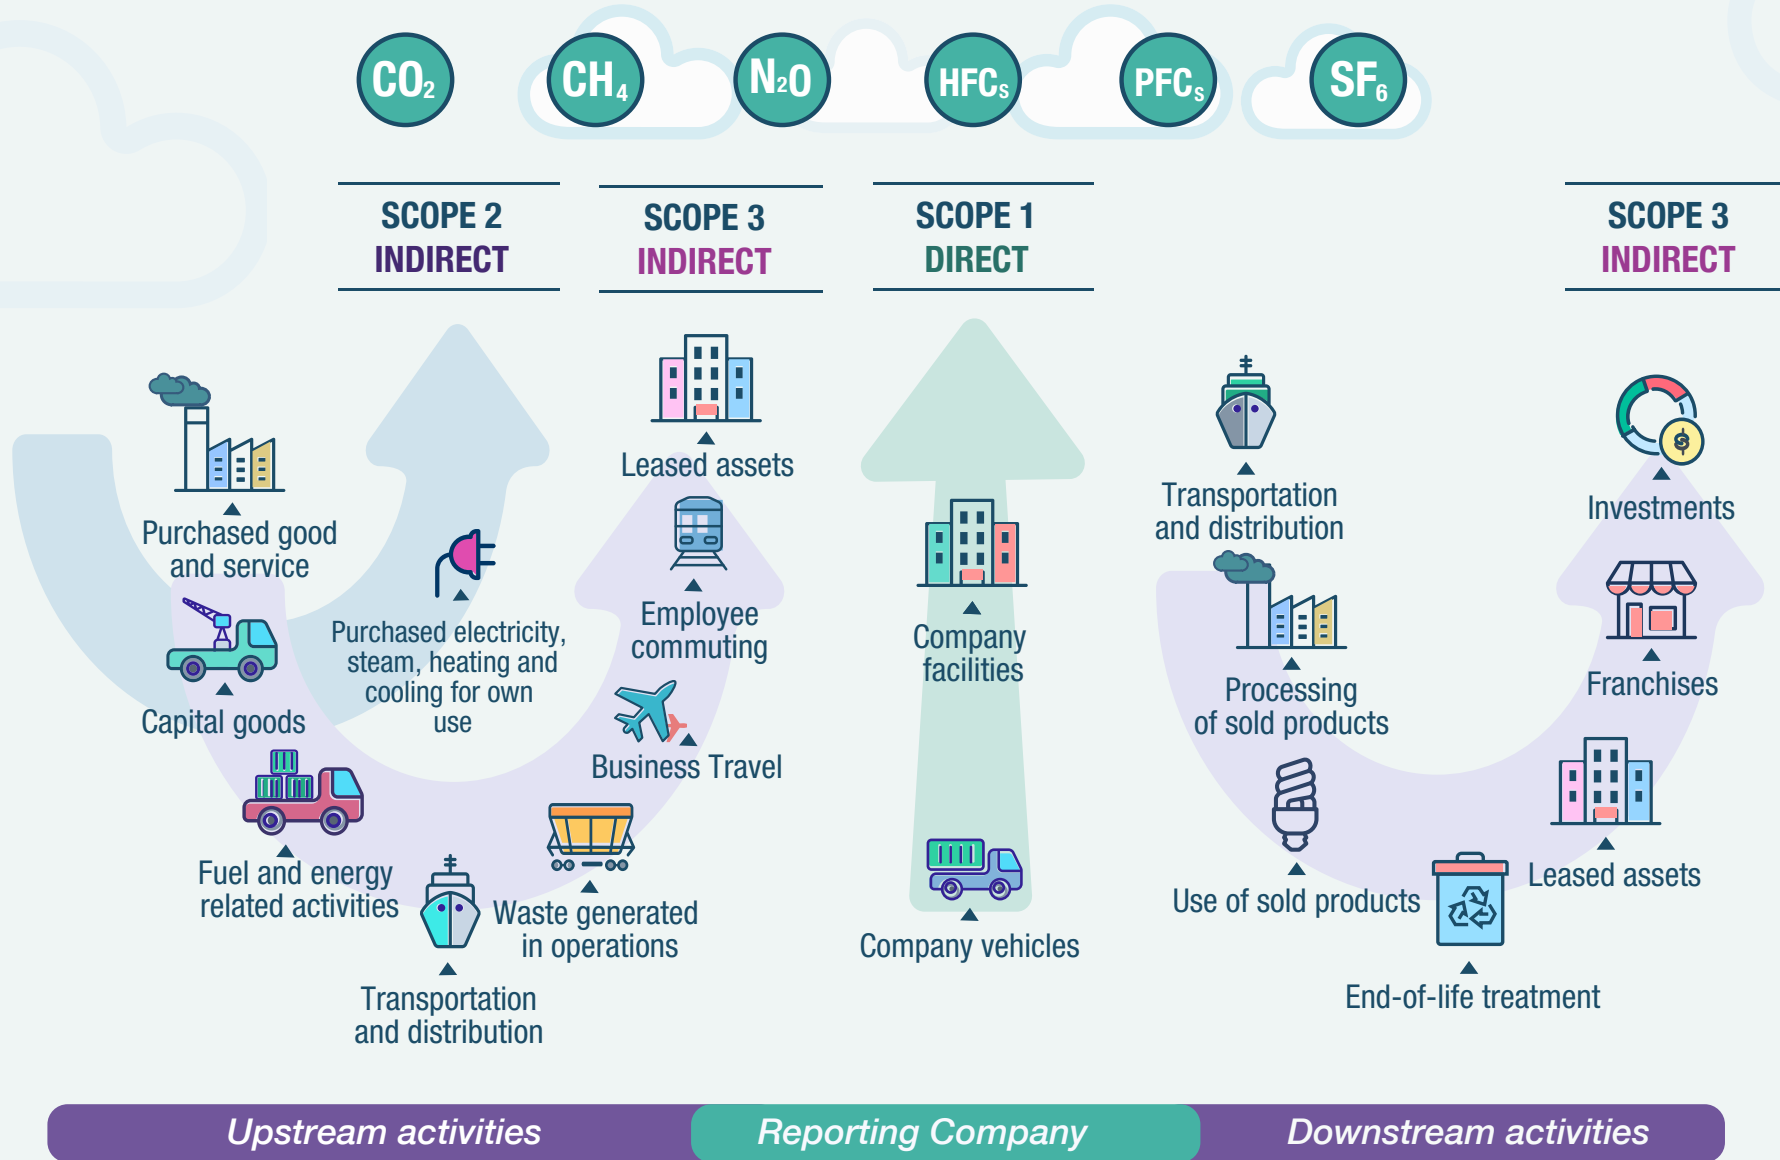 CO2
CH4
N2O
HFCs
PFCs
SF6
SCOPE 2
INDIRECT
SCOPE 3
INDIRECT
SCOPE 1
DIRECT
SCOPE 3
INDIRECT
Purchased good
and service
Capital goods
Fuel and energy
related activities
Transportation
and distribution
Purchased electricity,
steam, heating and
cooling for own
use
Leased assets
Employee
commuting
Business Travel
Waste generated
in operations
Company
facilities
Company vehicles
Transportation
and distribution
Processing
of sold products
Use of sold products
End-of-life treatment
$
Investments
Franchises
Leased assets
Upstream activities
Reporting Company
Downstream activities